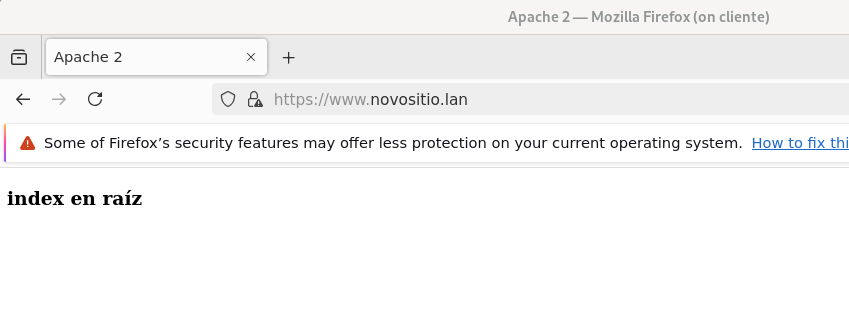 Apache 2 — Mozilla Firefox (on cliente)
Apache 2
https://www.novositio.lan
Some of Firefox’s security features may offer less protection on your current operating system. How to fix thi
index en raíz